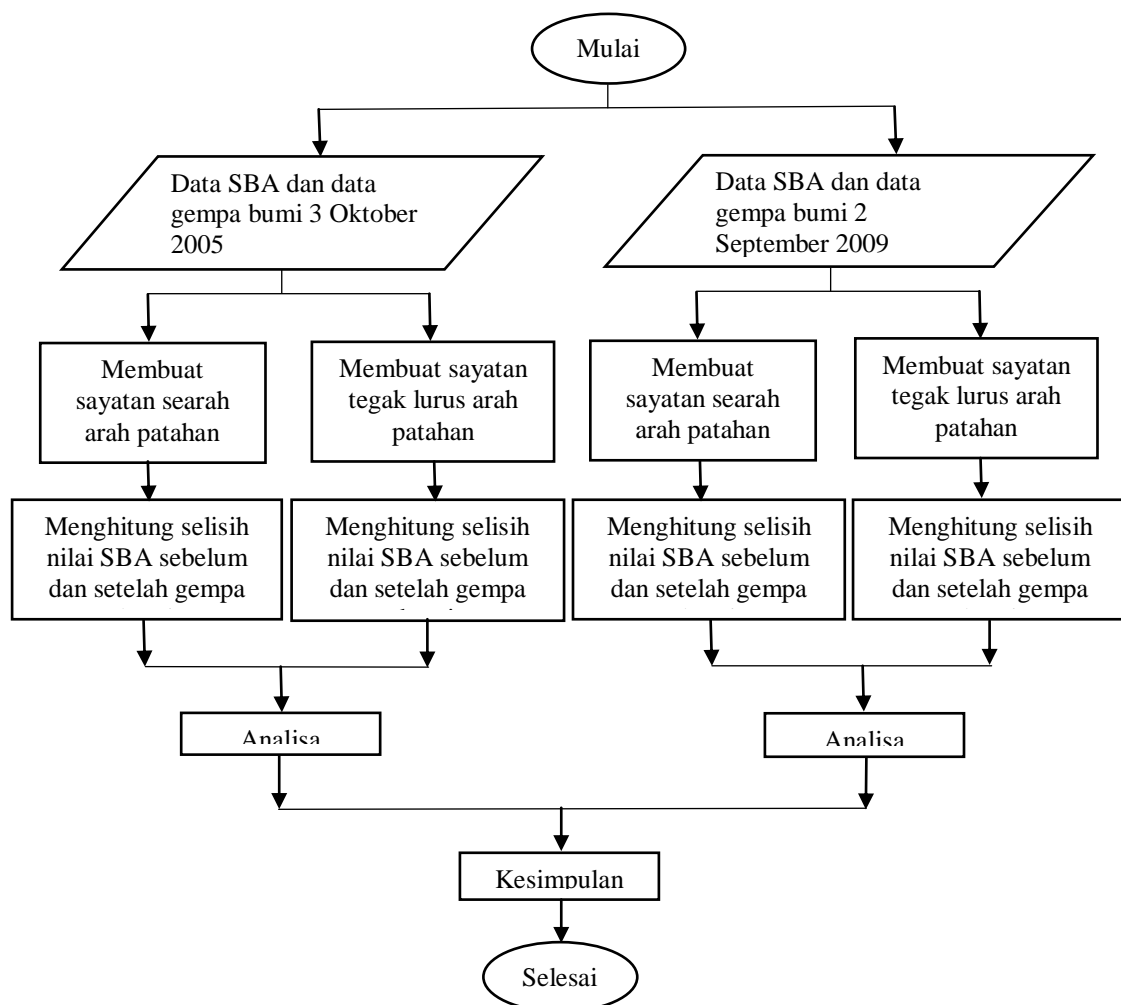 Mulai
Data SBA dan data
gempa bumi 3 Oktober
2005
Data SBA dan data
gempa bumi 2
September 2009
Membuat
sayatan searah
arah patahan
Membuat sayatan
tegak lurus arah
patahan
Membuat
sayatan searah
arah patahan
Membuat sayatan
tegak lurus arah
patahan
Menghitung selisih
nilai SBA sebelum
dan setelah gempa
Menghitung selisih
nilai SBA sebelum
dan setelah gempa
Menghitung selisih
nilai SBA sebelum
dan setelah gempa
Menghitung selisih
nilai SBA sebelum
dan setelah gempa
Analisa
Analisa
Kesimpulan
Selesai